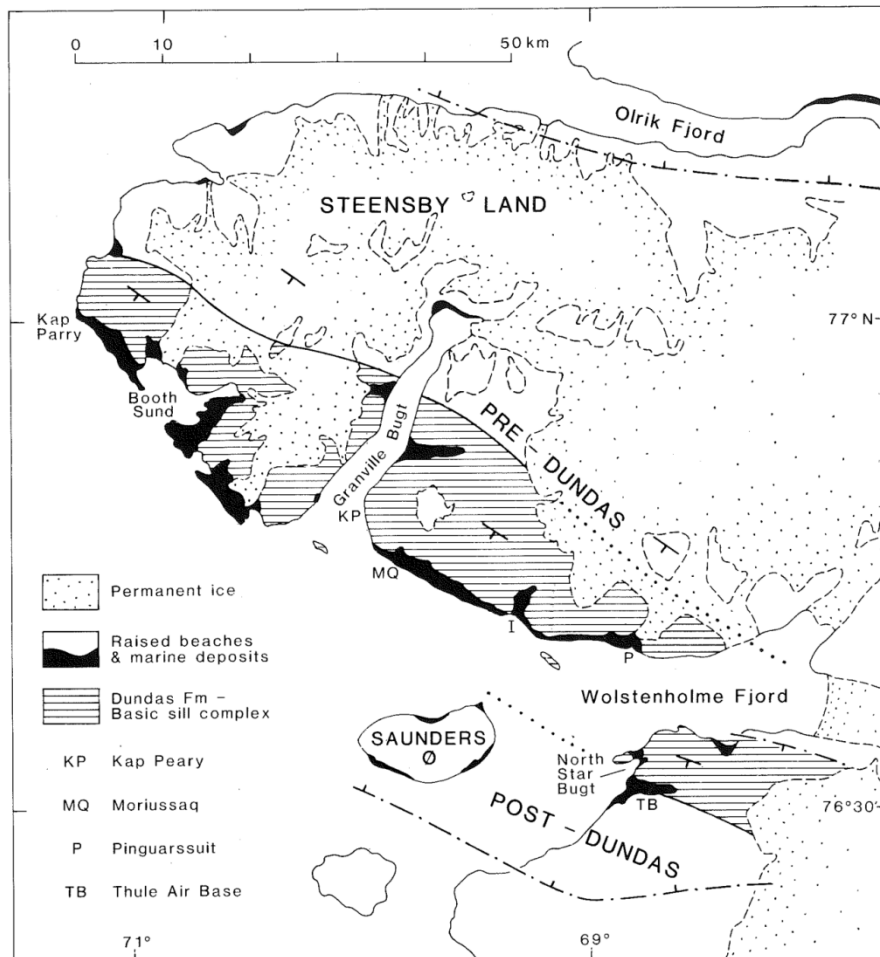 0 10 50 km
Olrik Fjord
STEENSBY LAND
Kap
Parry
77° N
Booth
Sund
Granville Bugt
PRE – DUNDAS
KP
MQ
I
P
Wolstenholme Fjord
SAUNDERS
Ø
North
Star
Bugt
TB
76° 30'
POST – DUNDAS
Permanent ice
Raised beaches
& marine deposits
Dundas Fm –
Basic sill complex
KP Kap Peary
MQ Moriussaq
P Pinguarssuit
TB Thule Air Base
71° 69°